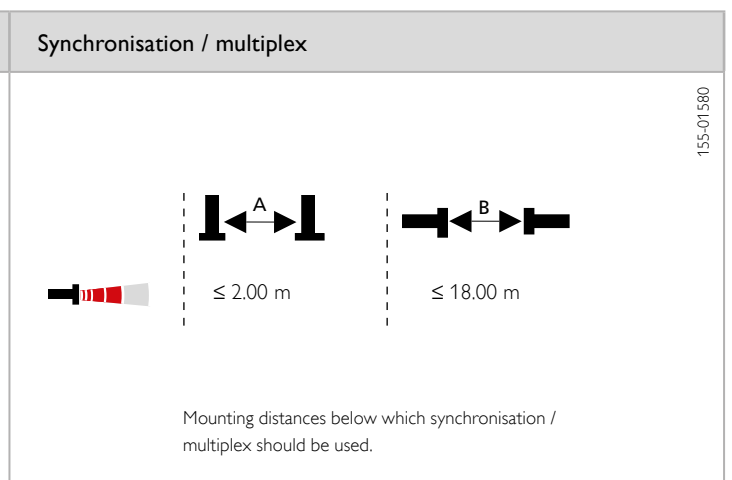 Synchronisation / multiplex
155-01580
A
B
≤ 2.00 m
≤ 18.00 m
Mounting distances below which synchronisation /
multiplex should be used.